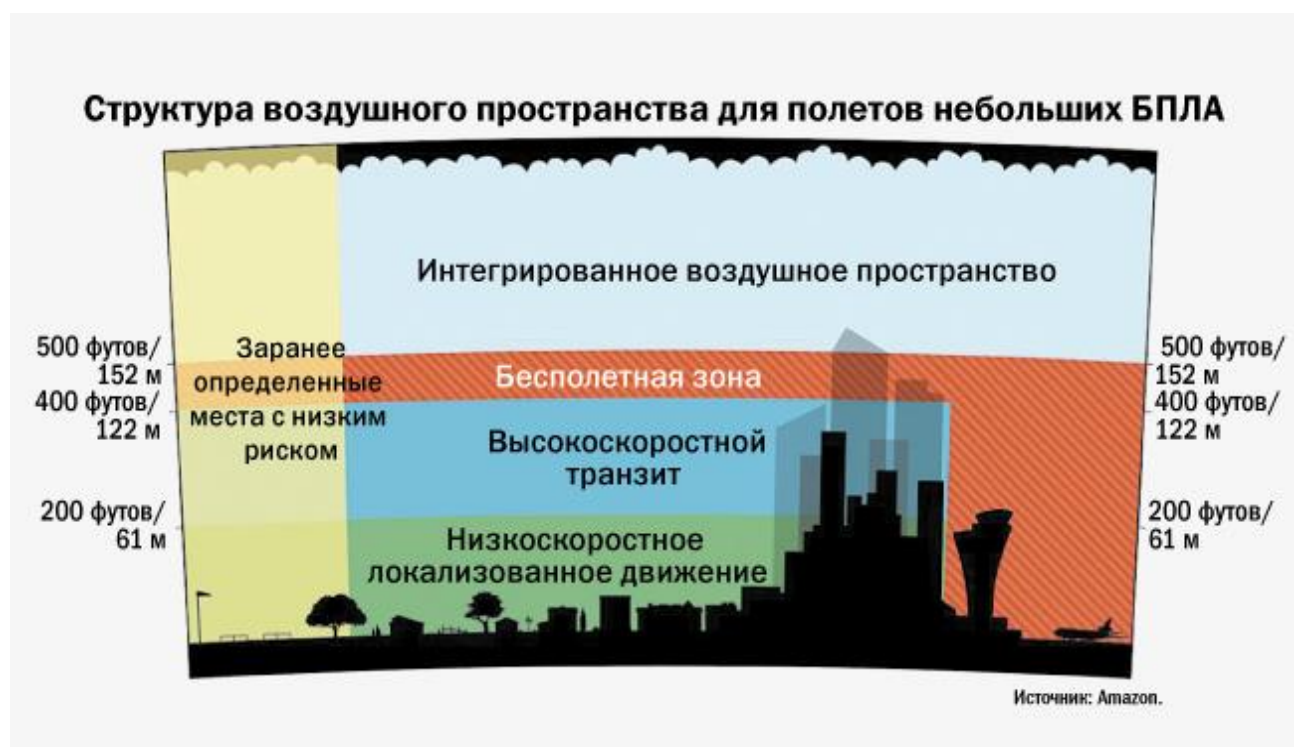 Структура воздушного пространства для полетов небольших БПЛА
Интегрированное воздушное пространство
500 футов/
152 м
400 футов/
122 м
200 футов/
61 м
Заранее
определенные
места с низким
риском
Бесполетная зона
Высокоскоростной
транзит
Низкоскоростное
локализованное движение
500 футов/
152 м
400 футов/
122 м
200 футов/
61 м
Источник: Amazon.